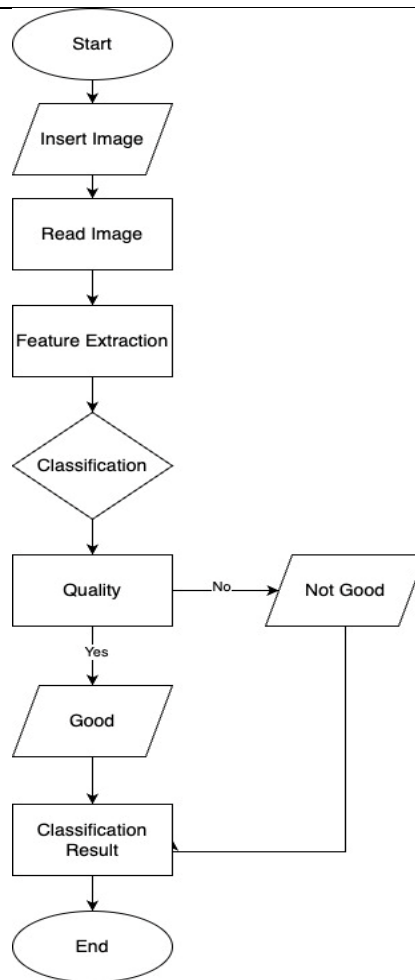 Start
Insert Image
Read Image
Feature Extraction
Classification
Quality
No
Not Good
Yes
Good
Classification
Result
End